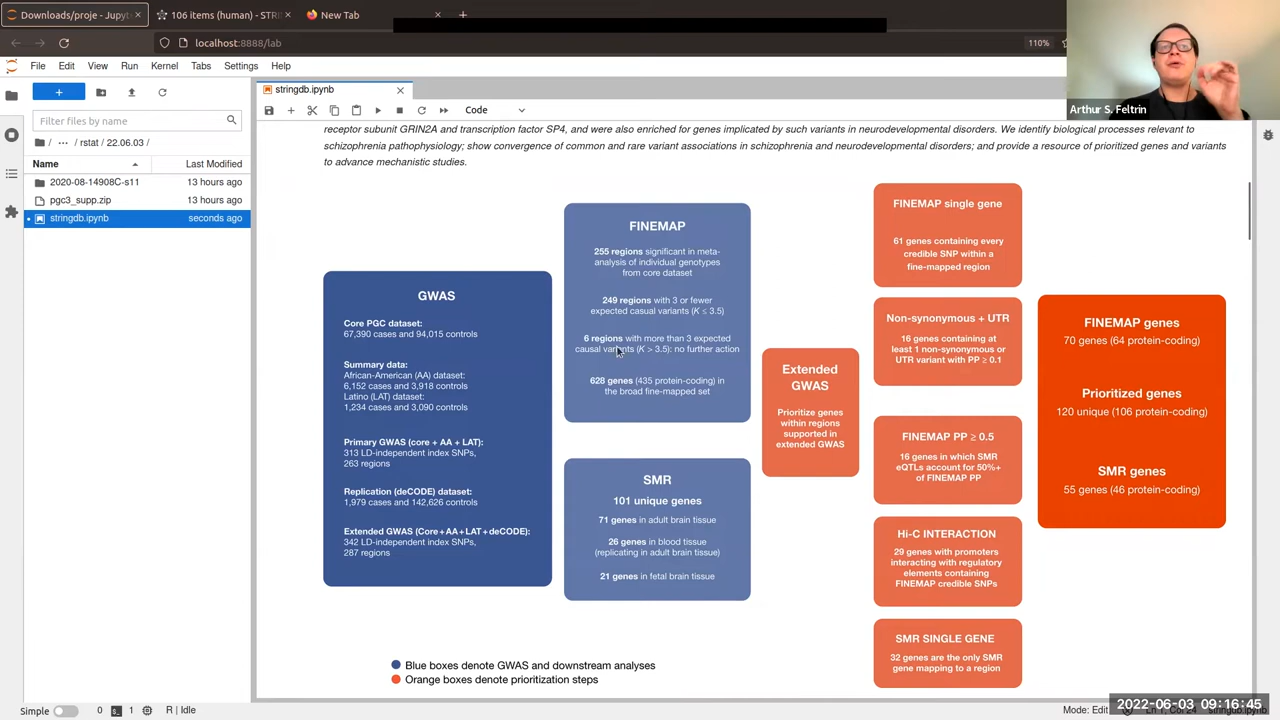 Downloads/proje - Jupyt
106 items (human) - STRI
New Tab
localhost:8888/lab
110%
File Edit View Run Kernel Tabs Settings Help
stringdb.ipynb
Code
Filter files by name
/ ··· / rstat / 22.06.03 /
Name Last Modified
2020-08-14908C-s11 13 hours ago
pgc3_supp.zip 13 hours ago
stringdb.ipynb seconds ago
Arthur S. Feltrin
receptor subunit GRIN2A and transcription factor SP4, and were also enriched for genes implicated by such variants in neurodevelopmental disorders. We identify biological processes relevant to
schizophrenia pathophysiology; show convergence of common and rare variant associations in schizophrenia and neurodevelopmental disorders; and provide a resource of prioritized genes and variants
to advance mechanistic studies.
GWAS
Core PGC dataset:
67,390 cases and 94,015 controls
Summary data:
African-American (AA) dataset:
6,152 cases and 3,918 controls
Latino (LAT) dataset:
1,234 cases and 3,090 controls
Primary GWAS (core + AA + LAT):
313 LD-independent index SNPs,
263 regions
Replication (deCODE) dataset:
1,979 cases and 142,626 controls
Extended GWAS (Core+AA+LAT+deCODE):
342 LD-independent index SNPs,
287 regions
FINEMAP
255 regions significant in meta-
analysis of individual genotypes
from core dataset
249 regions with 3 or fewer
expected casual variants (K ≤ 3.5)
6 regions with more than 3 expected
causal variants (K > 3.5): no further action
628 genes (435 protein-coding) in
the broad fine-mapped set
SMR
101 unique genes
71 genes in adult brain tissue
26 genes in blood tissue
(replicating in adult brain tissue)
21 genes in fetal brain tissue
Extended
GWAS
Prioritize genes
within regions
supported in
extended GWAS
FINEMAP single gene
61 genes containing every
credible SNP within a
fine-mapped region
Non-synonymous + UTR
16 genes containing at
least 1 non-synonymous or
UTR variant with PP ≥ 0.1
FINEMAP PP ≥ 0.5
16 genes in which SMR
eQTLs account for 50%+
of FINEMAP PP
Hi-C INTERACTION
29 genes with promoters
interacting with regulatory
elements containing
FINEMAP credible SNPs
SMR SINGLE GENE
32 genes are the only SMR
gene mapping to a region
FINEMAP genes
70 genes (64 protein-coding)
Prioritized genes
120 unique (106 protein-coding)
SMR genes
55 genes (46 protein-coding)
Blue boxes denote GWAS and downstream analyses
Orange boxes denote prioritization steps
Simple 0 1 R | Idle
Mode: Edit
2022-06-03 09:16:45